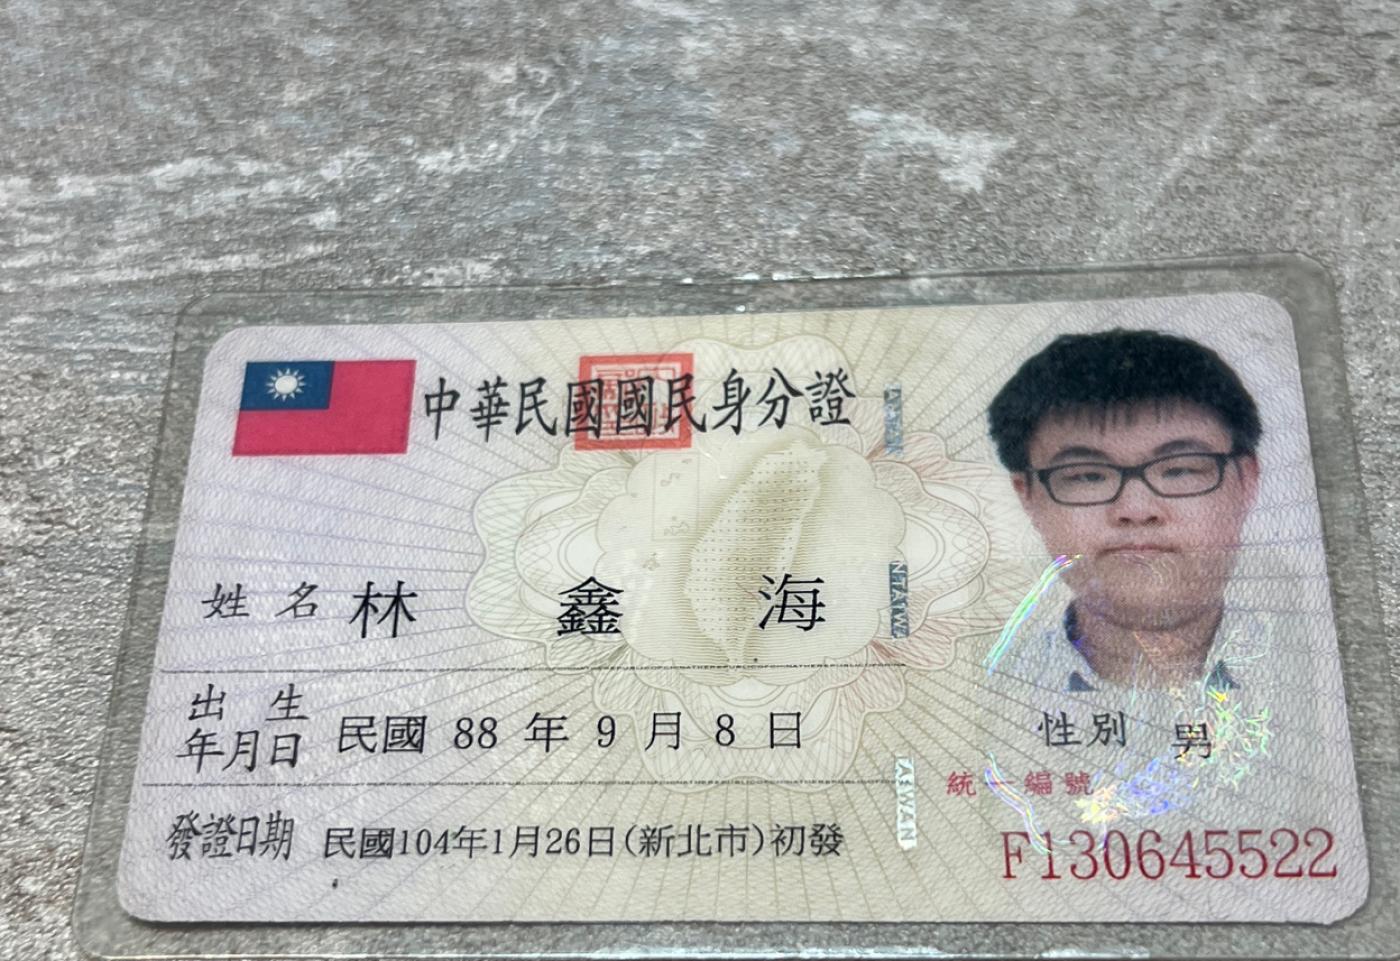 中華民國國民身分證
姓名 林鑫海
出生年月日 民國 88 年 9 月 8 日
性別 男
發證日期 民國104年1月26日(新北市)初發
統一編號
F130645522